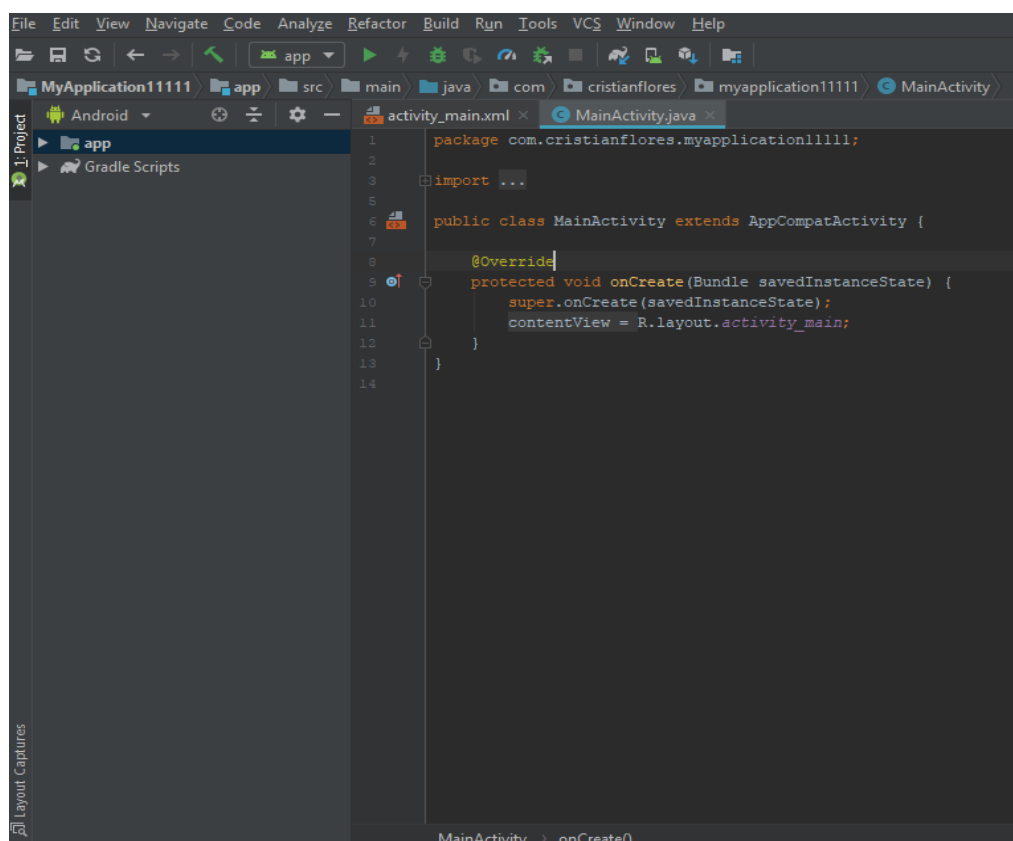 File Edit View Navigate Code Analyze Refactor Build Run Tools VCS Window Help
app
MyApplication11111 app src main java com cristianflores myapplication11111 MainActivity
1: Project
Android
app
Gradle Scripts
Layout Captures
activity_main.xml MainActivity.java
1 package com.cristianflores.myapplication11111;
2
3 import ...
5
6 public class MainActivity extends AppCompatActivity {
7
8 @Override
9 protected void onCreate(Bundle savedInstanceState) {
10 super.onCreate(savedInstanceState);
11 contentView = R.layout.activity_main;
12 }
13 }
14
MainActivity onCreate()